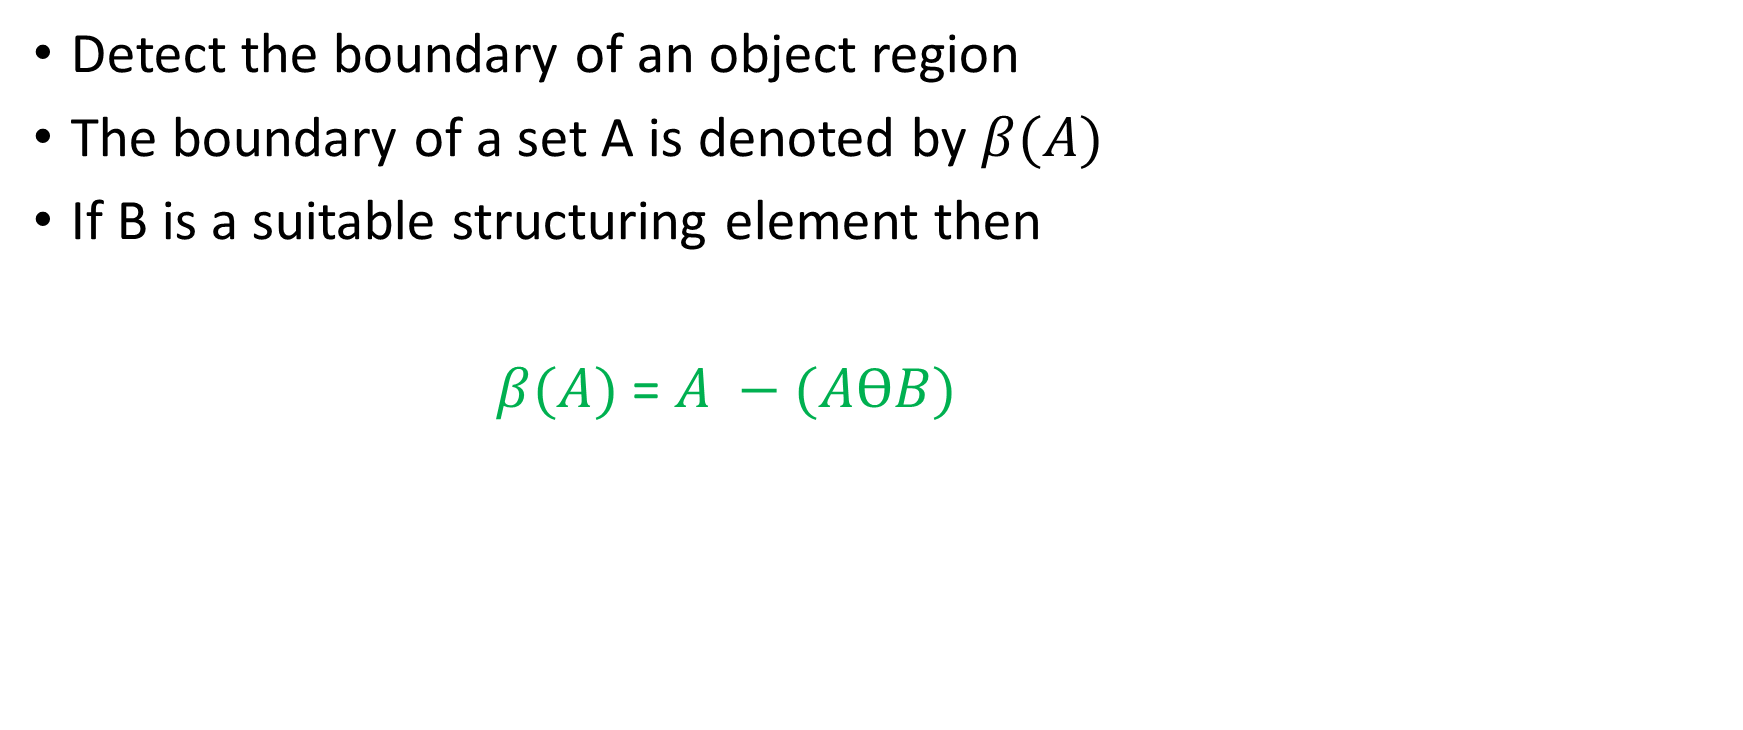 • Detect the boundary of an object region
• The boundary of a set A is denoted by 𝛽(𝐴)
• If B is a suitable structuring element then
𝛽(𝐴) = 𝐴 − (𝐴Ɵ𝐵)